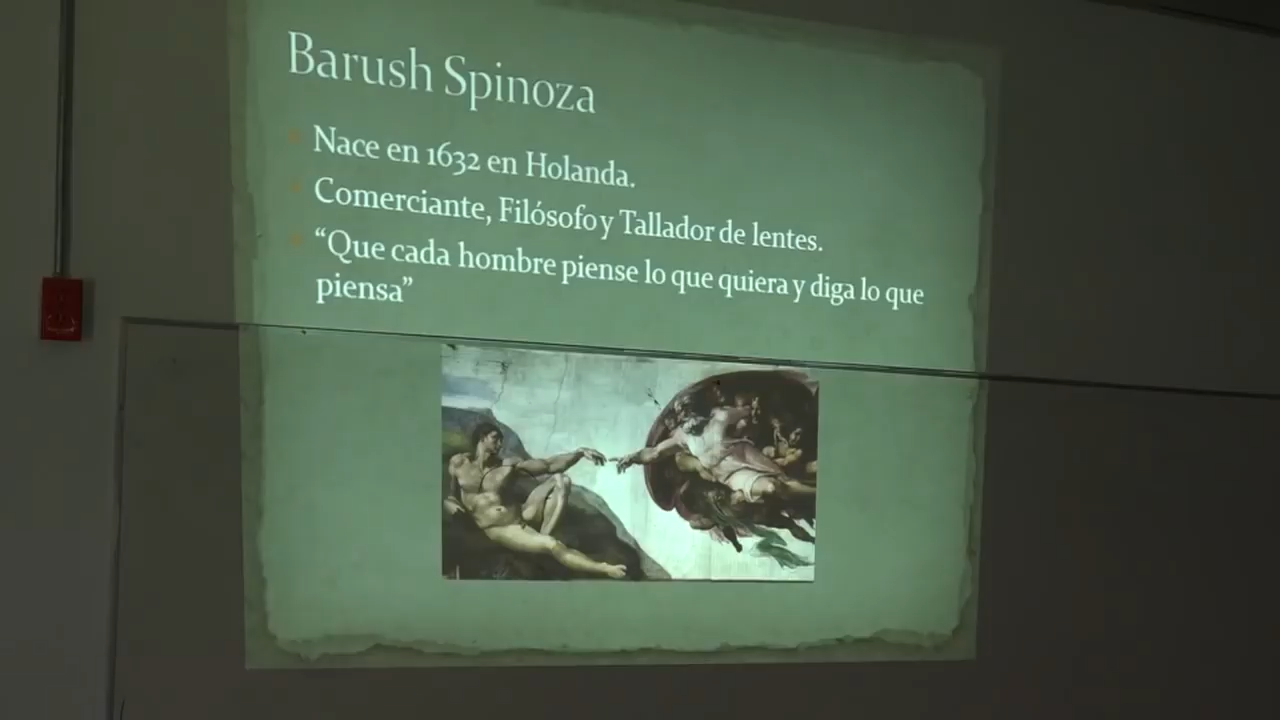 Barush Spinoza
Nace en 1632 en Holanda.
Comerciante, Filósofo y Tallador de lentes.
“Que cada hombre piense lo que quiera y diga lo que
piensa”